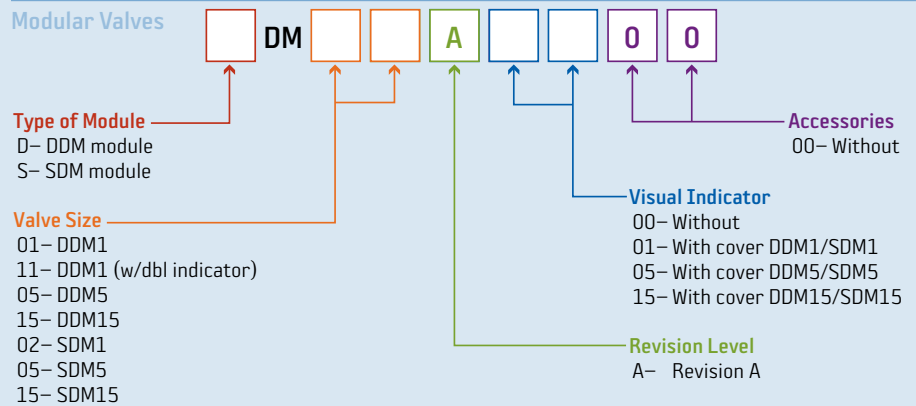 Modular Valves
DM A 0 0
Type of Module
D– DDM module
S– SDM module
Accessories
00– Without
Valve Size
01– DDM1
11– DDM1 (w/dbl indicator)
05– DDM5
15– DDM15
02– SDM1
05– SDM5
15– SDM15
Visual Indicator
00– Without
01– With cover DDM1/SDM1
05– With cover DDM5/SDM5
15– With cover DDM15/SDM15
Revision Level
A– Revision A